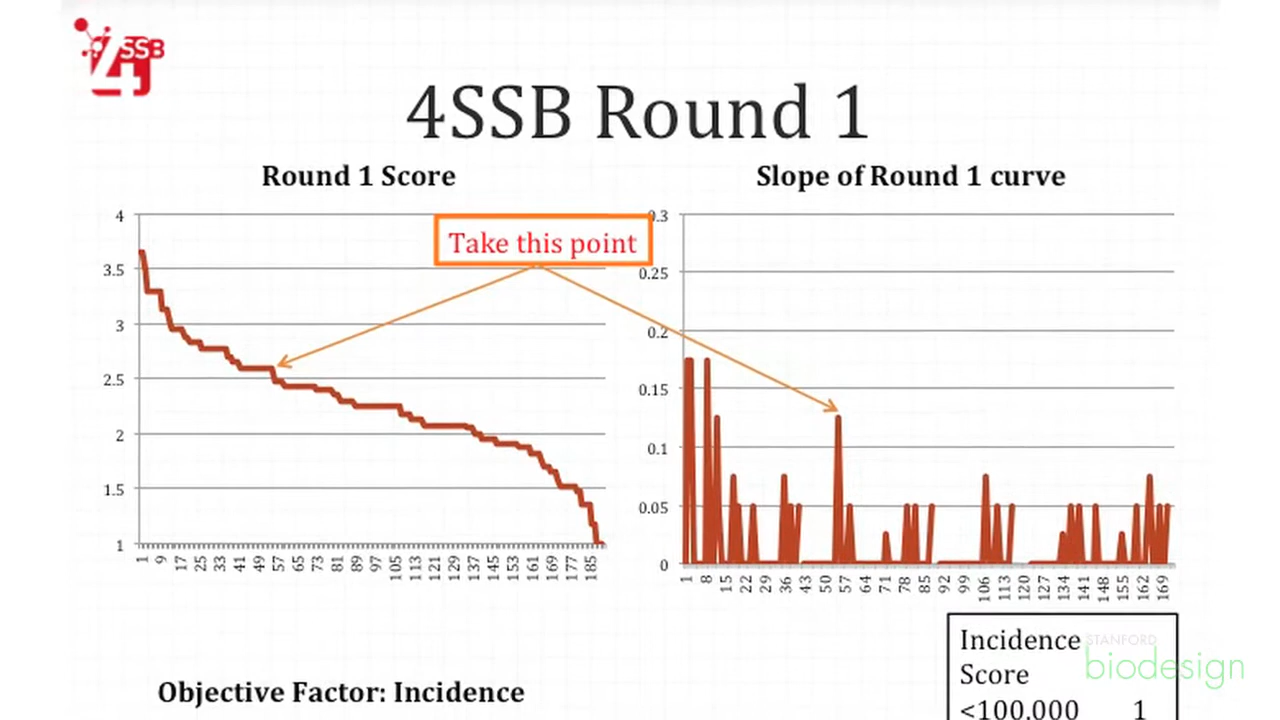 4SSB
4SSB Round 1
Round 1 Score
Slope of Round 1 curve
Take this point
4
3.5
3
2.5
2
1.5
1
1 9 17 25 33 41 49 57 65 73 81 89 97 105 113 121 129 137 145 153 161 169 177 185
0.3
0.25
0.2
0.15
0.1
0.05
0
1 8 15 22 29 36 43 50 57 64 71 78 85 92 99 106 113 120 127 134 141 148 155 162 169
Objective Factor: Incidence
Incidence
Score
<100,000 1
STANFORD
biodesign